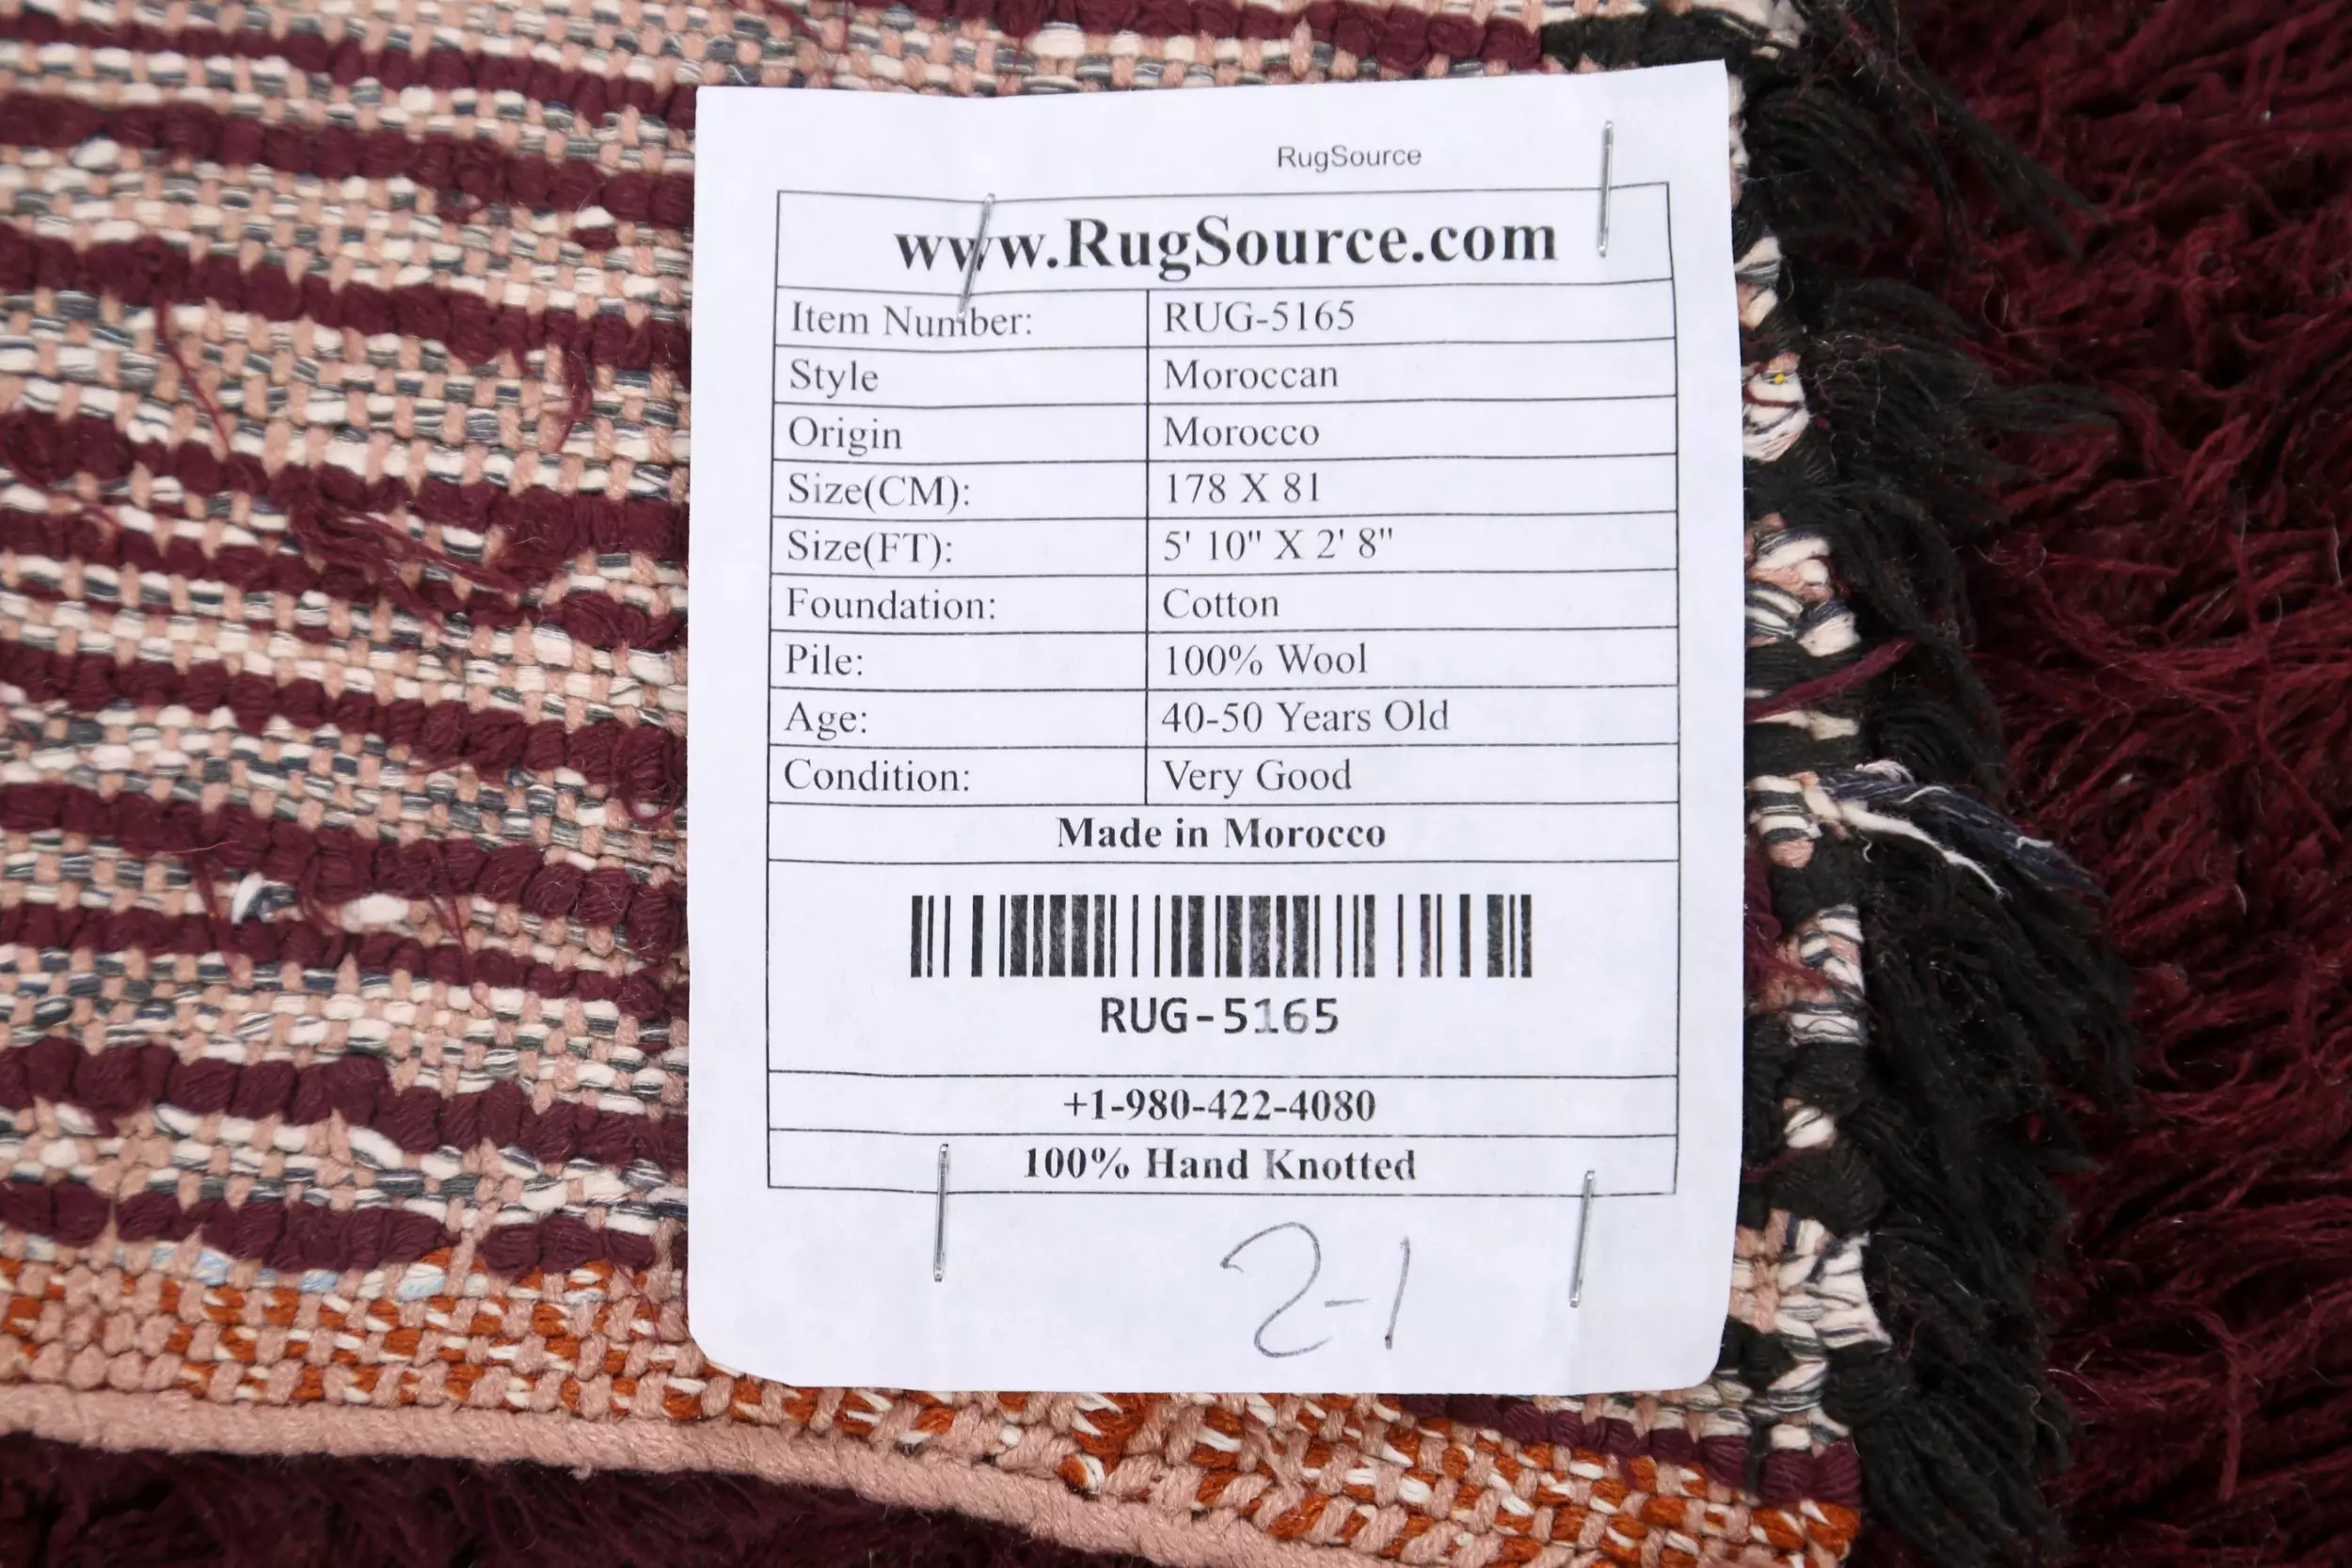 RugSource
www.RugSource.com
Item Number: RUG-5165
Style Moroccan
Origin Morocco
Size(CM): 178 X 81
Size(FT): 5' 10" X 2' 8"
Foundation: Cotton
Pile: 100% Wool
Age: 40-50 Years Old
Condition: Very Good
Made in Morocco
RUG-5165
+1-980-422-4080
100% Hand Knotted
2-1